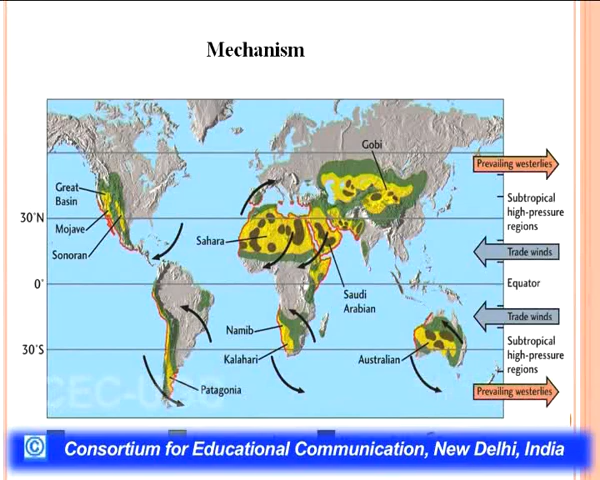 Mechanism
Gobi
Prevailing westerlies
Great
Basin
Subtropical
high-pressure
regions
30°N
Mojave
Sahara
Sonoran
Trade winds
0°
Equator
Saudi
Arabian
Trade winds
Namib
30°S
Kalahari
Australian
Subtropical
high-pressure
regions
Patagonia
Prevailing westerlies
© Consortium for Educational Communication, New Delhi, India